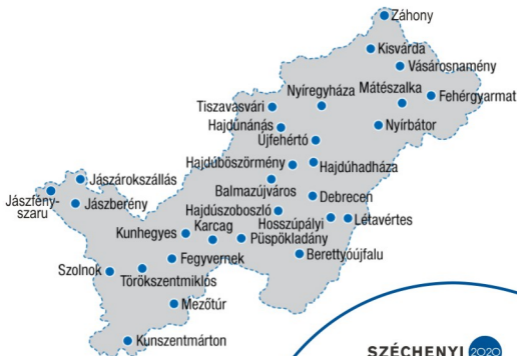 Záhony
Kisvárda
Vásárosnamény
Nyíregyháza
Mátészalka
Fehérgyarmat
Tiszavasvári
Hajdúnánás
Nyírbátor
Újfehértó
Hajdúböszörmény
Hajdúhadháza
Jászárokszállás
Balmazújváros
Debrecen
Jászfény-
szaru
Jászberény
Hajdúszoboszló
Hosszúpályi
Létavértes
Kunhegyes
Karcag
Püspökladány
Berettyóújfalu
Fegyvernek
Szolnok
Törökszentmiklós
Mezőtúr
Kunszentmárton
SZÉCHENYI 2020